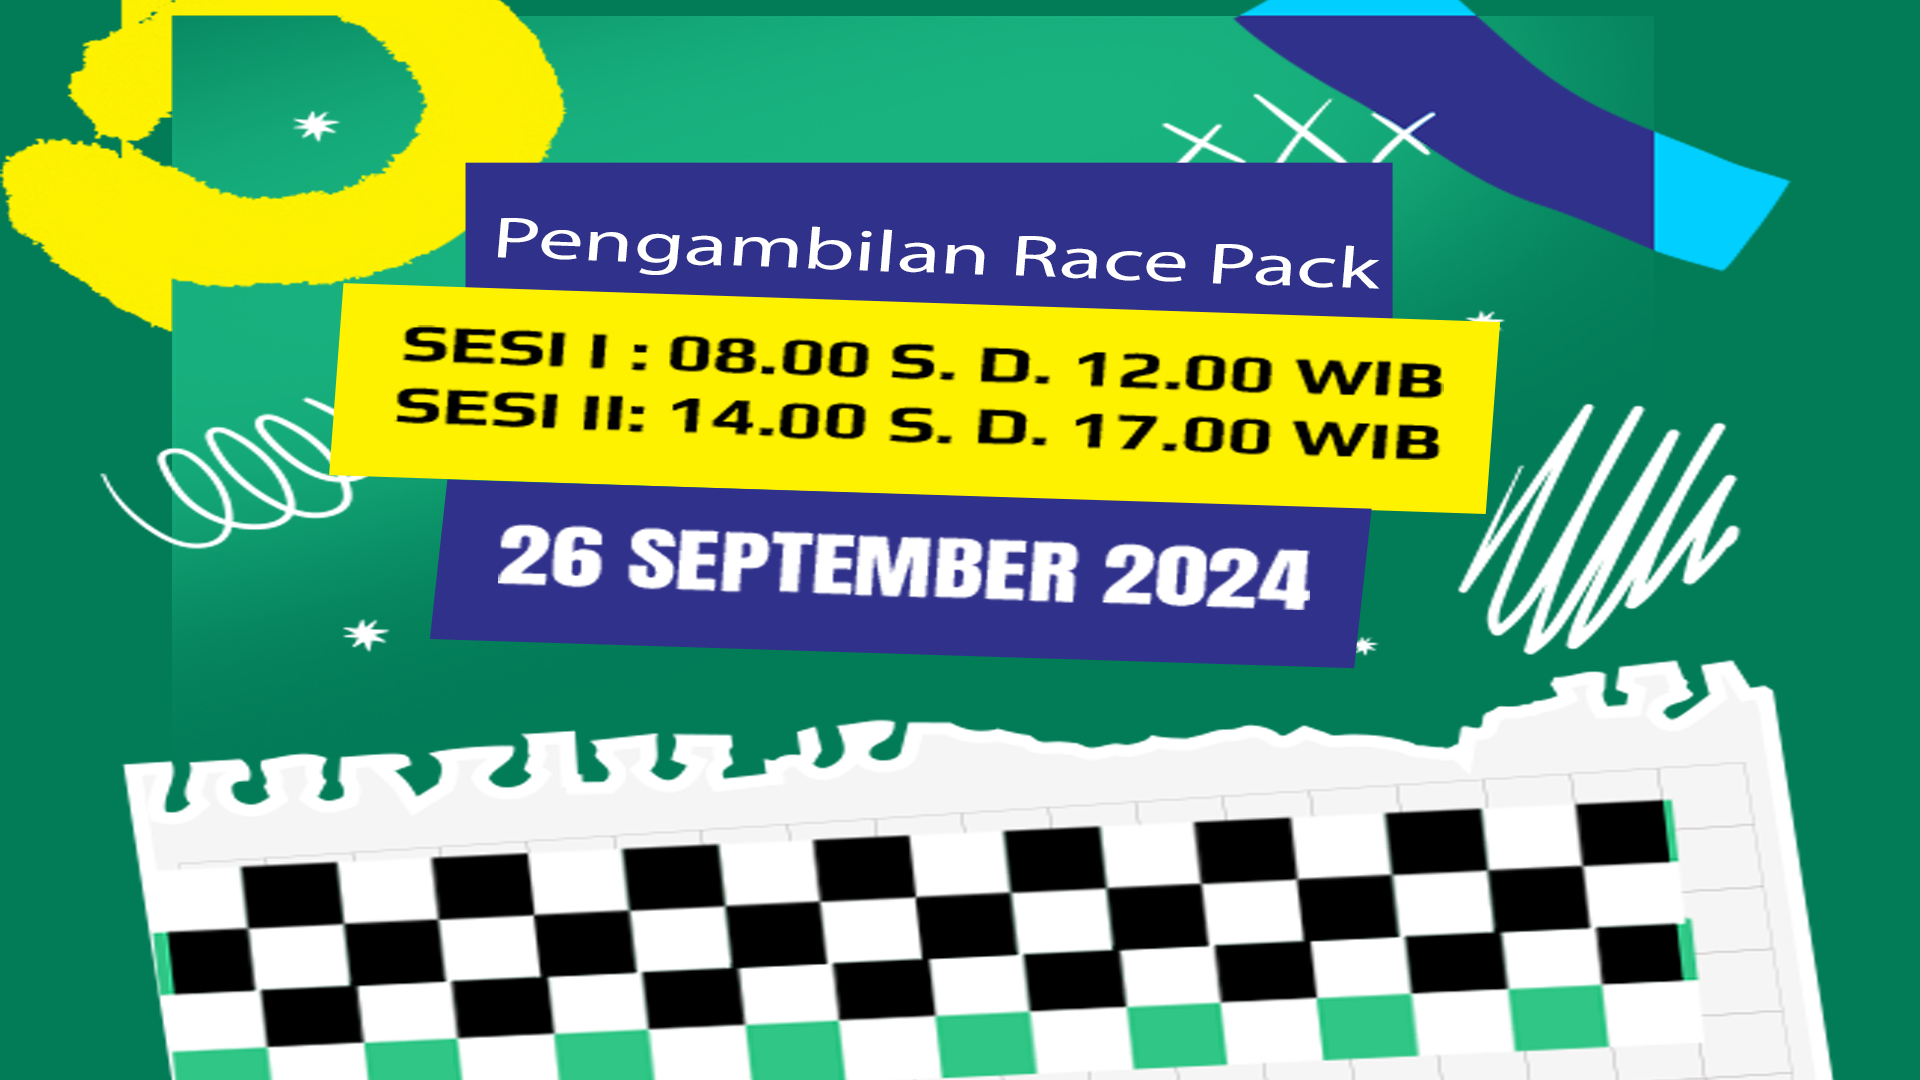 Pengambilan Race Pack
SESI I : 08.00 S. D. 12.00 WIB
SESI II: 14.00 S. D. 17.00 WIB
26 SEPTEMBER 2024